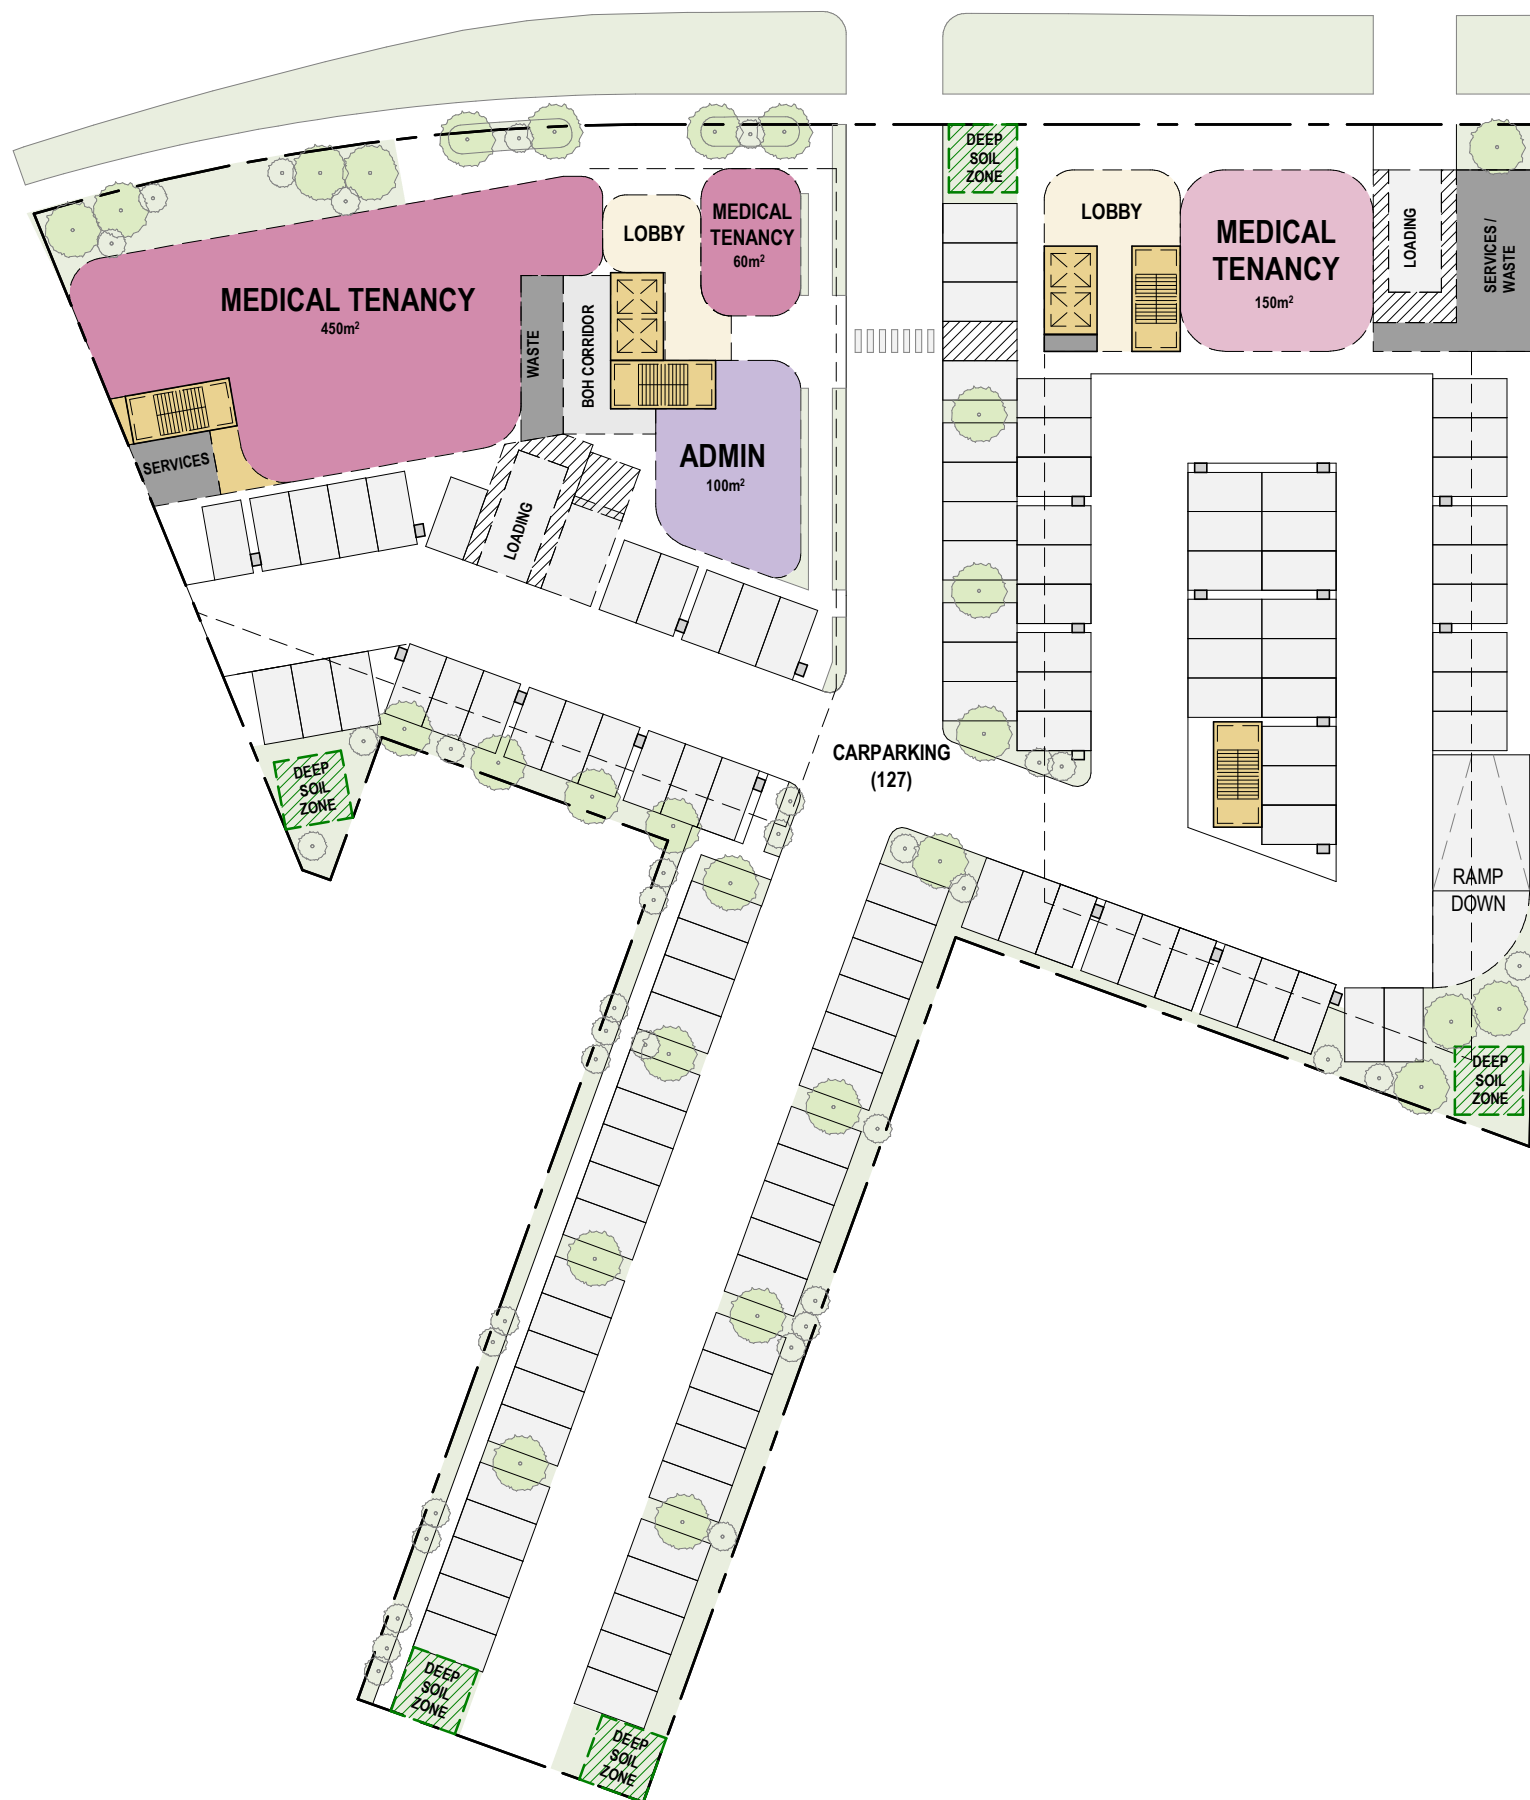 DEEP
SOIL
ZONE
MEDICAL
TENANCY
60m²
LOBBY
LOBBY
MEDICAL
TENANCY
150m²
LOADING
SERVICES /
WASTE
MEDICAL TENANCY
450m²
WASTE
BOH CORRIDOR
SERVICES
ADMIN
100m²
LOADING
CARPARKING
(127)
DEEP
SOIL
ZONE
RAMP
DOWN
DEEP
SOIL
ZONE
DEEP
SOIL
ZONE
DEEP
SOIL
ZONE